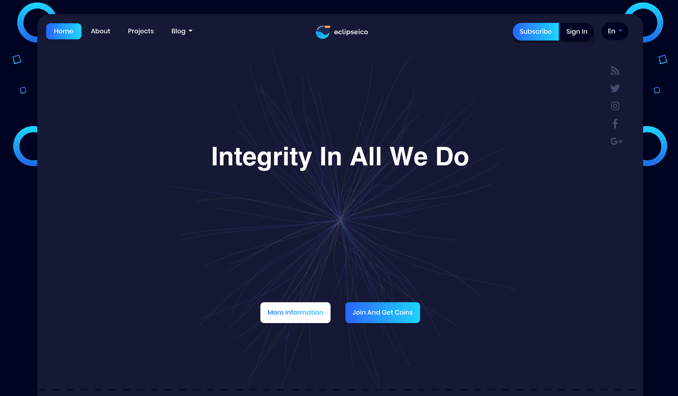 Home About Projects Blog eclipseico Subscribe Sign In En
Integrity In All We Do
More Information Join And Get Coins